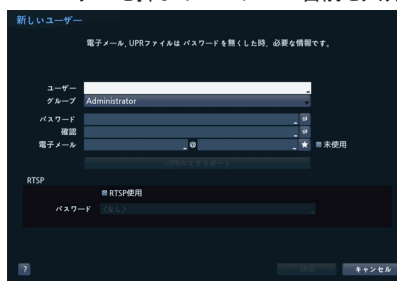 新しいユーザー
電子メール, UPRファイルは パスワードを無くした時、必要な情報です。
ユーザー
グループ Administrator
パスワード
確認
電子メール @ 未使用
UPRのエクスポート
RTSP
RTSP使用
パスワード (なし)
? 確認 キャンセル